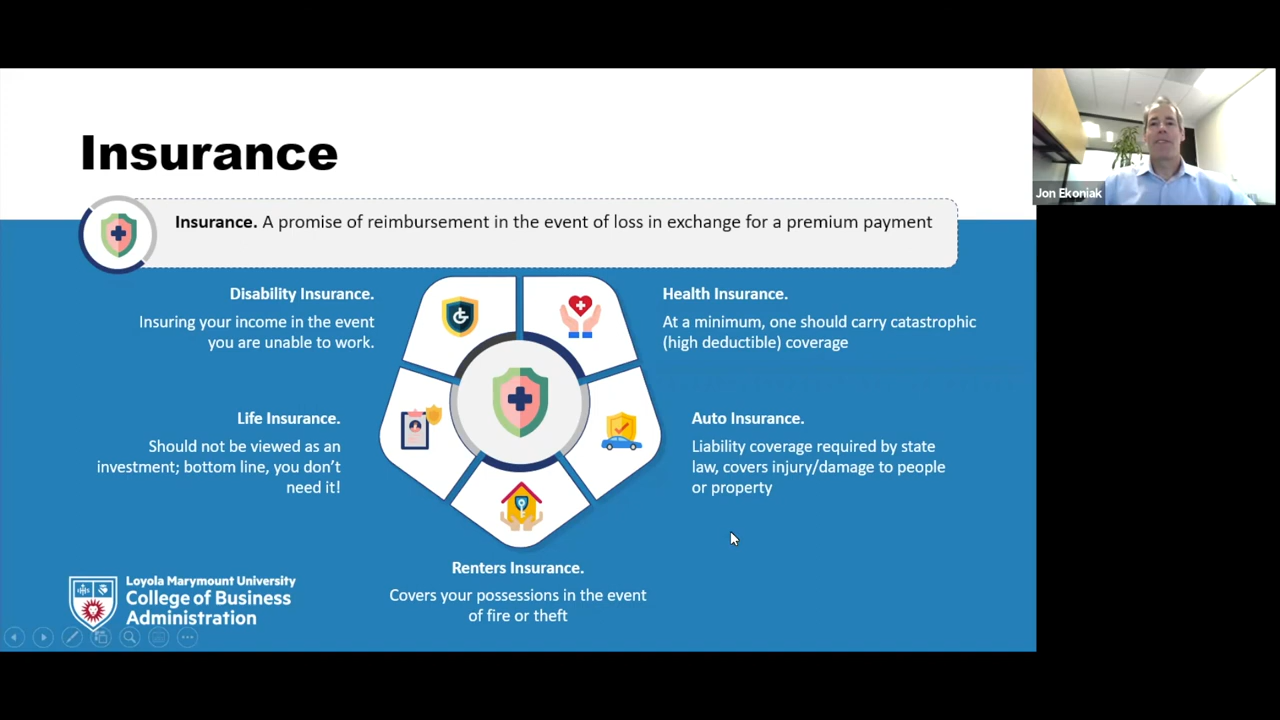 Insurance
Jon Ekoniak
Insurance. A promise of reimbursement in the event of loss in exchange for a premium payment
Disability Insurance.
Insuring your income in the event
you are unable to work.
Health Insurance.
At a minimum, one should carry catastrophic
(high deductible) coverage
Life Insurance.
Should not be viewed as an
investment; bottom line, you don’t
need it!
Auto Insurance.
Liability coverage required by state
law, covers injury/damage to people
or property
Renters Insurance.
Covers your possessions in the event
of fire or theft
Loyola Marymount University
College of Business
Administration